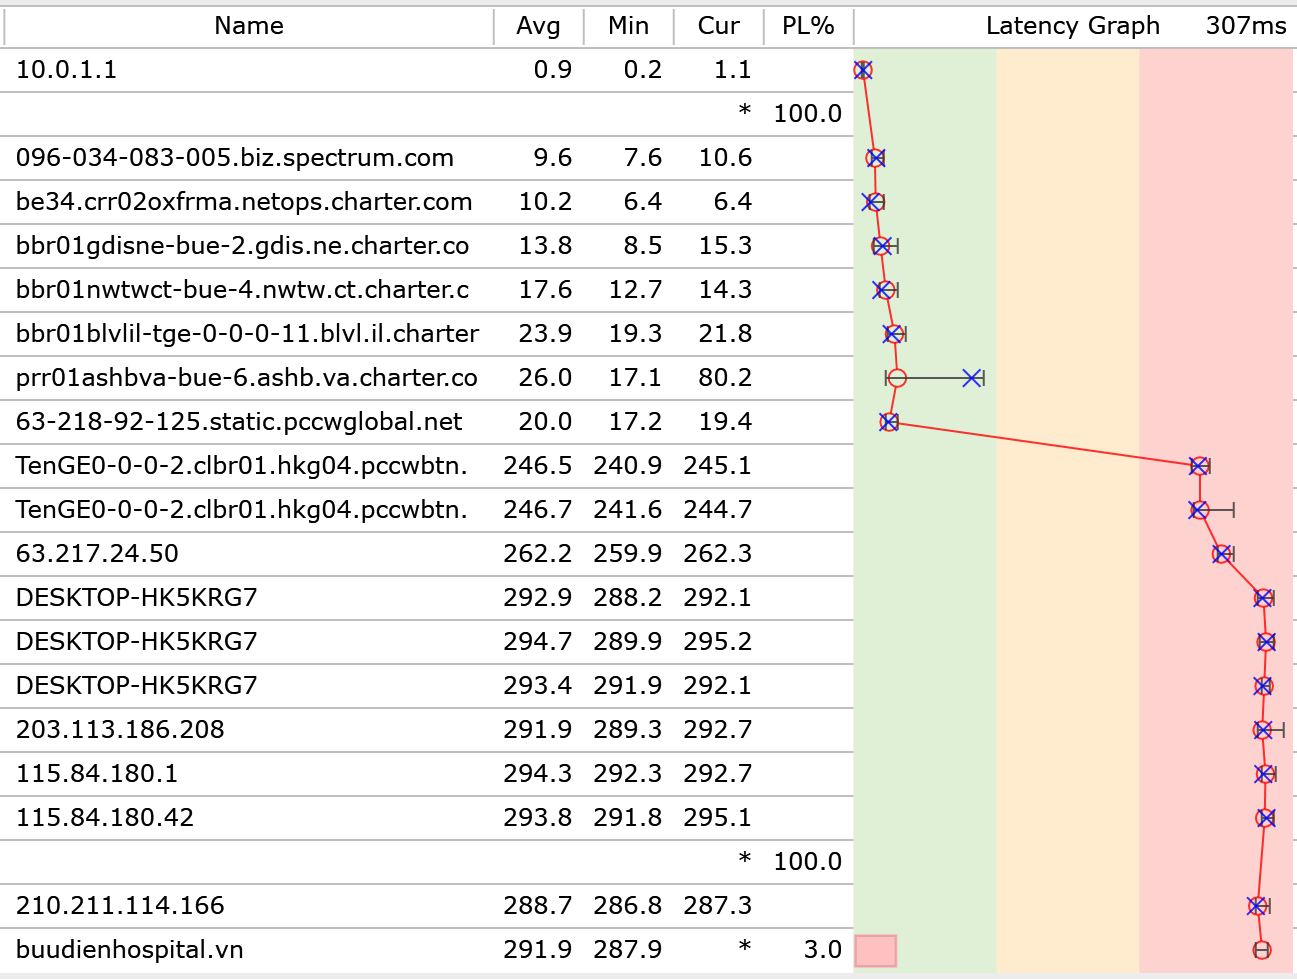 Name Avg Min Cur PL% Latency Graph 307ms
10.0.1.1 0.9 0.2 1.1
* 100.0
096-034-083-005.biz.spectrum.com 9.6 7.6 10.6
be34.crr02oxfrma.netops.charter.com 10.2 6.4 6.4
bbr01gdisne-bue-2.gdis.ne.charter.co 13.8 8.5 15.3
bbr01nwtwct-bue-4.nwtw.ct.charter.c 17.6 12.7 14.3
bbr01blvlil-tge-0-0-0-11.blvl.il.charter 23.9 19.3 21.8
prr01ashbva-bue-6.ashb.va.charter.co 26.0 17.1 80.2
63-218-92-125.static.pccwglobal.net 20.0 17.2 19.4
TenGE0-0-0-2.clbr01.hkg04.pccwbtn. 246.5 240.9 245.1
TenGE0-0-0-2.clbr01.hkg04.pccwbtn. 246.7 241.6 244.7
63.217.24.50 262.2 259.9 262.3
DESKTOP-HK5KRG7 292.9 288.2 292.1
DESKTOP-HK5KRG7 294.7 289.9 295.2
DESKTOP-HK5KRG7 293.4 291.9 292.1
203.113.186.208 291.9 289.3 292.7
115.84.180.1 294.3 292.3 292.7
115.84.180.42 293.8 291.8 295.1
* 100.0
210.211.114.166 288.7 286.8 287.3
buudienhospital.vn 291.9 287.9 * 3.0